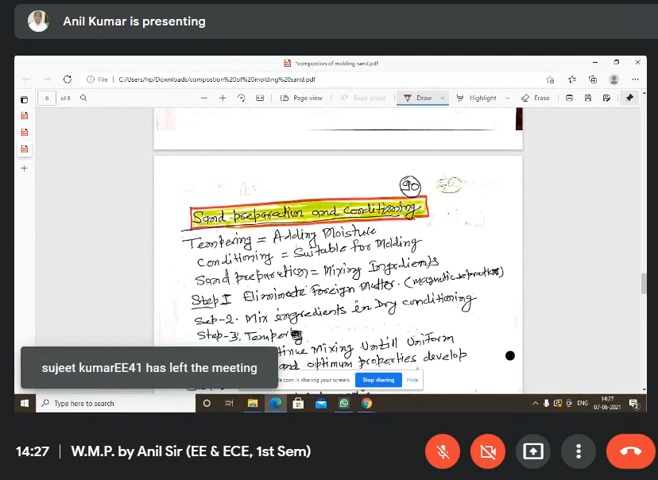 Anil Kumar is presenting
*compostion of molding sand.pdf
File
C:/Users/hp/Downloads/compostion%20of%20molding%20sand.pdf
6 of 8
Page view
Read aloud
Draw
Highlight
Erase
90
Sand preparation and conditioning
Tempering = Adding Moisture
Conditioning = Suitable for Molding
Sand preparation = Mixing Ingredients
Step I Eliminate Foreign Matter. (magnetic separator)
Step-2. Mix ingredients in Dry conditioning
Step-3. Temper
tinue Mixing Untill Uniform
and optimum properties develop
sujeet kumarEE41 has left the meeting
e.com is sharing your screen.
Stop sharing
Hide
Type here to search
14:27
07-06-2021
14:27 | W.M.P. by Anil Sir (EE & ECE, 1st Sem)